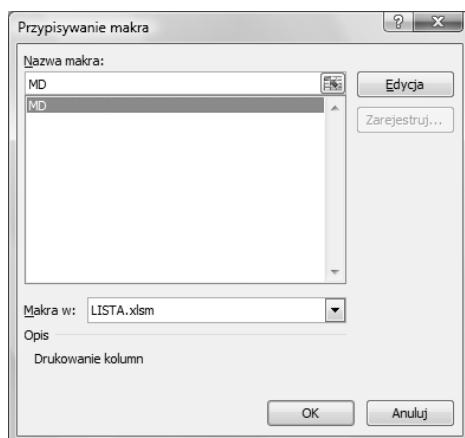 Przypisywanie makra
Nazwa makra:
MD
Edycja
MD
Zarejestruj...
Makra w: LISTA.xlsm
Opis
Drukowanie kolumn
OK Anuluj